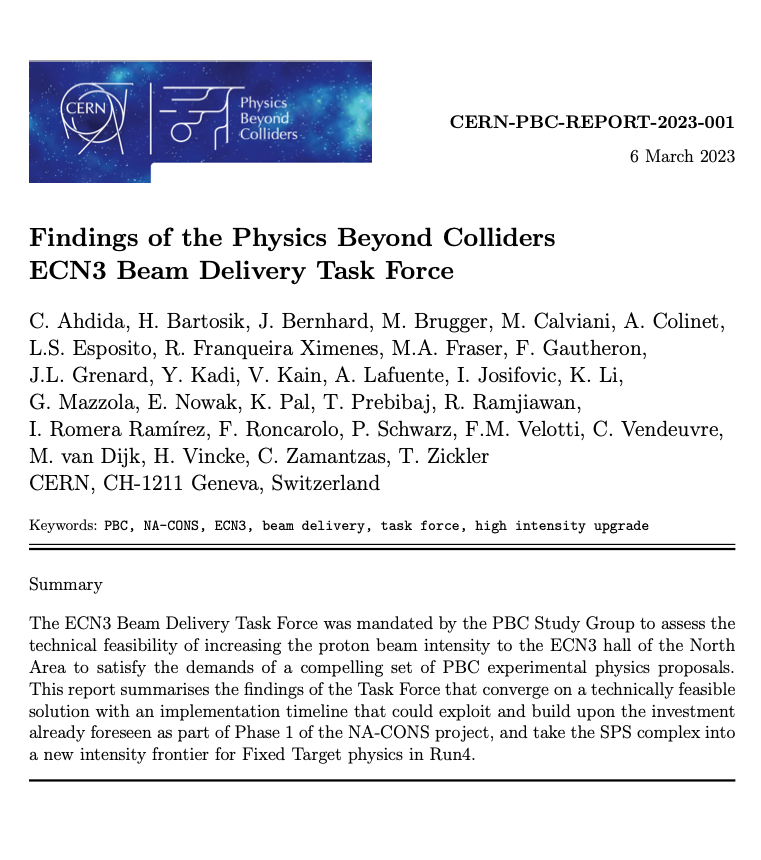 CERN
Physics
Beyond
Colliders
CERN-PBC-REPORT-2023-001
6 March 2023
Findings of the Physics Beyond Colliders
ECN3 Beam Delivery Task Force
C. Ahdida, H. Bartosik, J. Bernhard, M. Brugger, M. Calviani, A. Colinet,
L.S. Esposito, R. Franqueira Ximenes, M.A. Fraser, F. Gautheron,
J.L. Grenard, Y. Kadi, V. Kain, A. Lafuente, I. Josifovic, K. Li,
G. Mazzola, E. Nowak, K. Pal, T. Prebibaj, R. Ramjiawan,
I. Romera Ramírez, F. Roncarolo, P. Schwarz, F.M. Velotti, C. Vendeuvre,
M. van Dijk, H. Vincke, C. Zamantzas, T. Zickler
CERN, CH-1211 Geneva, Switzerland
Keywords: PBC, NA-CONS, ECN3, beam delivery, task force, high intensity upgrade
Summary
The ECN3 Beam Delivery Task Force was mandated by the PBC Study Group to assess the
technical feasibility of increasing the proton beam intensity to the ECN3 hall of the North
Area to satisfy the demands of a compelling set of PBC experimental physics proposals.
This report summarises the findings of the Task Force that converge on a technically feasible
solution with an implementation timeline that could exploit and build upon the investment
already foreseen as part of Phase 1 of the NA-CONS project, and take the SPS complex into
a new intensity frontier for Fixed Target physics in Run4.